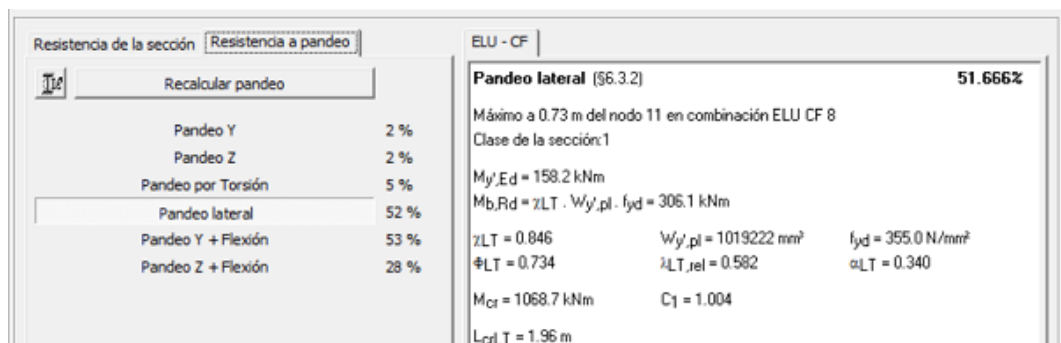 Resistencia de la sección Resistencia a pandeo
Recalcular pandeo
Pandeo Y 2 %
Pandeo Z 2 %
Pandeo por Torsión 5 %
Pandeo lateral 52 %
Pandeo Y + Flexión 53 %
Pandeo Z + Flexión 28 %
ELU - CF
Pandeo lateral (§6.3.2) 51.666%
Máximo a 0.73 m del nodo 11 en combinación ELU CF 8
Clase de la sección:1
My',Ed = 158.2 kNm
Mb,Rd = χLT . Wy',pl . fyd = 306.1 kNm
χLT = 0.846 Wy',pl = 1019222 mm³ fyd = 355.0 N/mm²
ΦLT = 0.734 λLT,rel = 0.582 αLT = 0.340
Mcr = 1068.7 kNm C1 = 1.004
LcrLT = 1.96 m